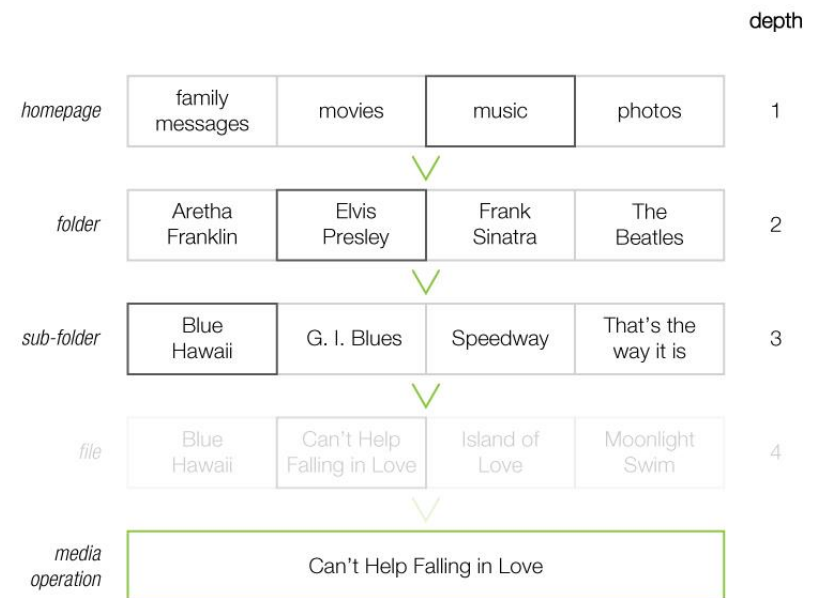 depth
homepage
family
messages
movies
music
photos
1
folder
Aretha
Franklin
Elvis
Presley
Frank
Sinatra
The
Beatles
2
sub-folder
Blue
Hawaii
G. I. Blues
Speedway
That's the
way it is
3
file
Blue
Hawaii
Can't Help
Falling in Love
Island of
Love
Moonlight
Swim
4
media
operation
Can't Help Falling in Love